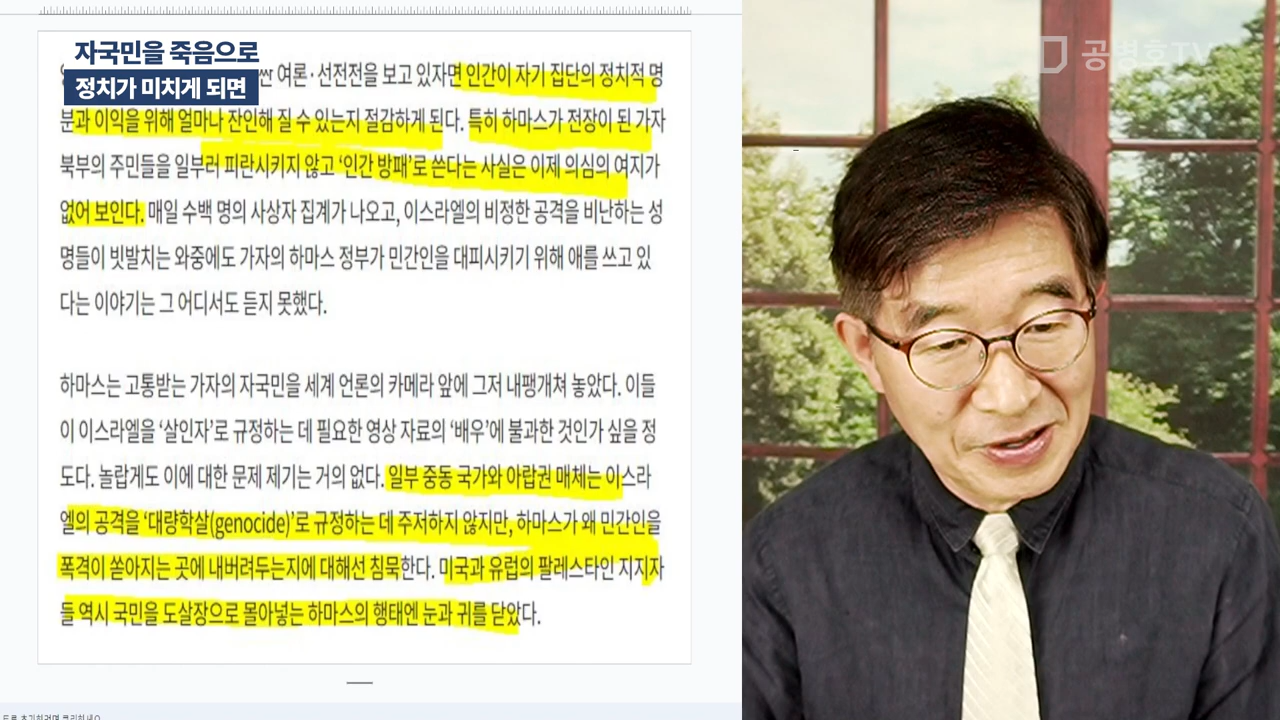 자국민을 죽음으로
정치가 미치게 되면
공병호TV
싼 여론·선전전을 보고 있자면 인간이 자기 집단의 정치적 명
분과 이익을 위해 얼마나 잔인해 질 수 있는지 절감하게 된다. 특히 하마스가 전장이 된 가자
북부의 주민들을 일부러 피란시키지 않고 ‘인간 방패’로 쓴다는 사실은 이제 의심의 여지가
없어 보인다. 매일 수백 명의 사상자 집계가 나오고, 이스라엘의 비정한 공격을 비난하는 성
명들이 빗발치는 와중에도 가자의 하마스 정부가 민간인을 대피시키기 위해 애를 쓰고 있
다는 이야기는 그 어디서도 듣지 못했다.
하마스는 고통받는 가자의 자국민을 세계 언론의 카메라 앞에 그저 내팽개쳐 놓았다. 이들
이 이스라엘을 ‘살인자’로 규정하는 데 필요한 영상 자료의 ‘배우’에 불과한 것인가 싶을 정
도다. 놀랍게도 이에 대한 문제 제기는 거의 없다. 일부 중동 국가와 아랍권 매체는 이스라
엘의 공격을 ‘대량학살(genocide)’로 규정하는 데 주저하지 않지만, 하마스가 왜 민간인을
폭격이 쏟아지는 곳에 내버려두는지에 대해선 침묵한다. 미국과 유럽의 팔레스타인 지지자
들 역시 국민을 도살장으로 몰아넣는 하마스의 행태엔 눈과 귀를 닫았다.